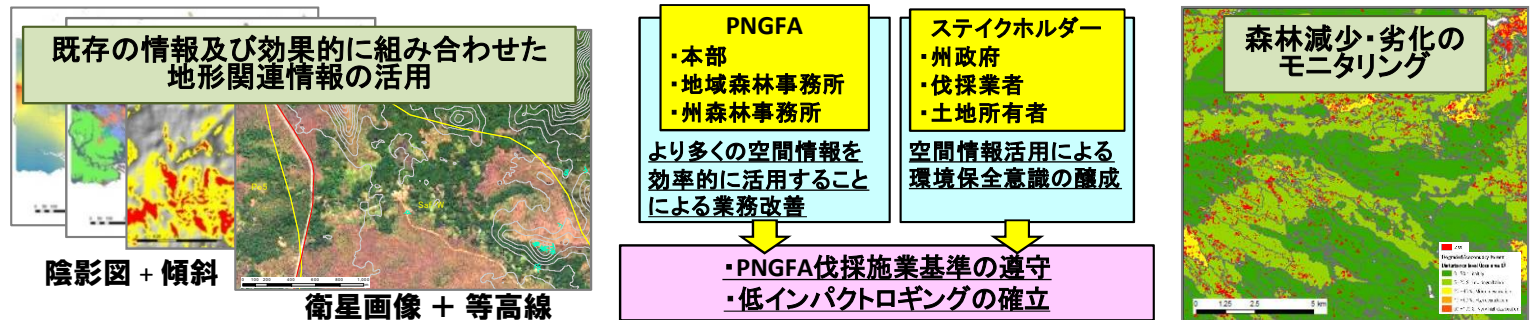 既存の情報及び効果的に組み合わせた
地形関連情報の活用
陰影図 + 傾斜
衛星画像 + 等高線
PNGFA
・本部
・地域森林事務所
・州森林事務所
より多くの空間情報を
効率的に活用すること
による業務改善
ステイクホルダー
・州政府
・伐採業者
・土地所有者
空間情報活用による
環境保全意識の醸成
・PNGFA伐採施業基準の遵守
・低インパクトロギングの確立
森林減少・劣化の
モニタリング
0 1.25 2.5 5 km